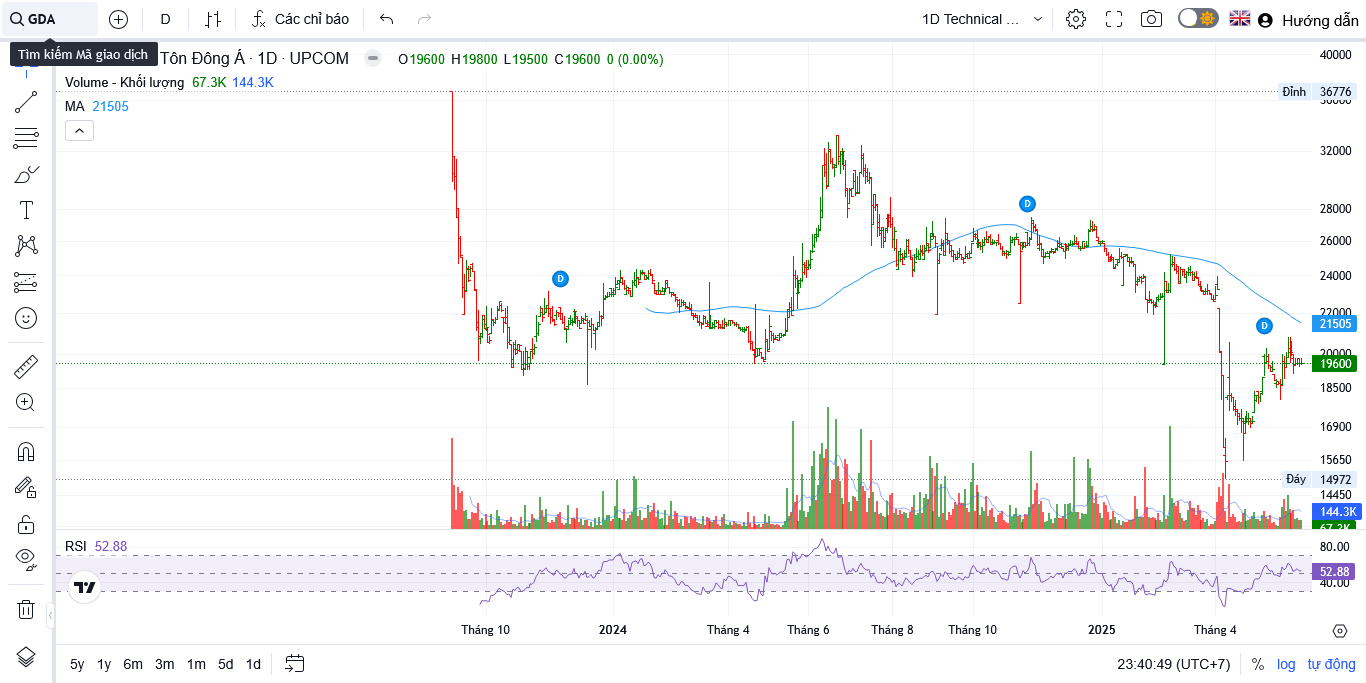 GDA
D
Các chỉ báo
1D Technical ...
Hướng dẫn
Tìm kiếm Mã giao dịch
Tôn Đông Á · 1D · UPCOM
O19600 H19800 L19500 C19600 0 (0.00%)
Volume - Khối lượng 67.3K 144.3K
MA 21505
40000
Đỉnh 36776
36000
32000
28000
26000
24000
22000
21505
20000
19600
18500
16900
15650
Đáy 14972
14450
144.3K
67.3K
D
D
D
RSI 52.88
80.00
52.88
40.00
Tháng 10
2024
Tháng 4
Tháng 6
Tháng 8
Tháng 10
2025
Tháng 4
5y 1y 6m 3m 1m 5d 1d
23:40:49 (UTC+7) % log tự động